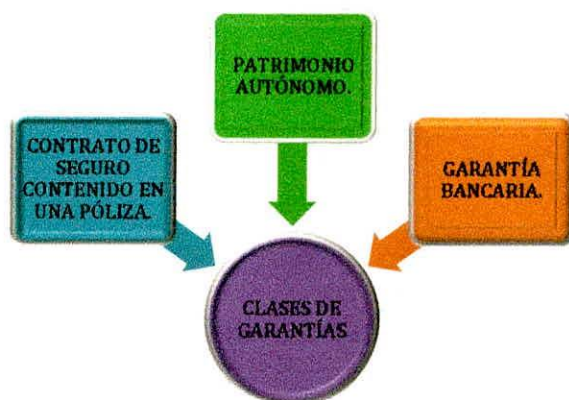 PATRIMONIO
AUTÓNOMO.
CONTRATO DE
SEGURO
CONTENIDO EN
UNA PÓLIZA.
GARANTÍA
BANCARIA.
CLASES DE
GARANTÍAS